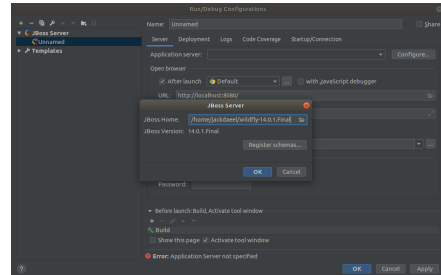 Run/Debug Configurations
Name: Unnamed
Share
JBoss Server
Unnamed
Templates
Server Deployment Logs Code Coverage Startup/Connection
Application server:
Configure...
Open browser
After launch Default ... with JavaScript debugger
URL: http://localhost:8080/
JBoss Server
JBoss Home: /home/jackdaeel/wildfly-14.0.1.Final
JBoss Version: 14.0.1.Final
Register schemas...
OK Cancel
Password:
Before launch: Build, Activate tool window
Build
Show this page Activate tool window
Error: Application Server not specified
? OK Cancel Apply